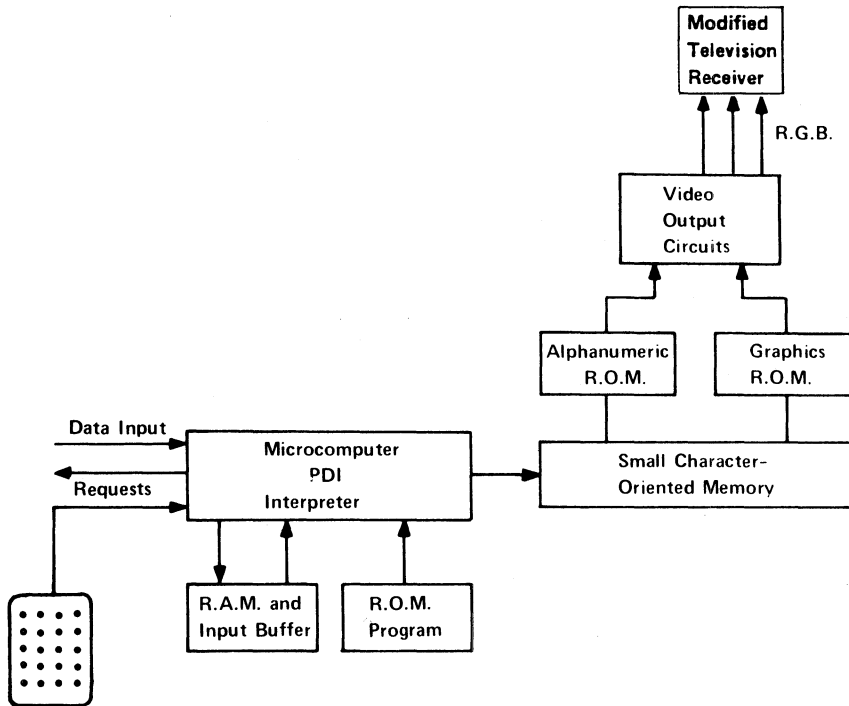 Modified
Television
Receiver
R.G.B.
Video
Output
Circuits
Alphanumeric
R.O.M.
Graphics
R.O.M.
Data Input
Requests
Microcomputer
PDI
Interpreter
Small Character-
Oriented Memory
R.A.M. and
Input Buffer
R.O.M.
Program